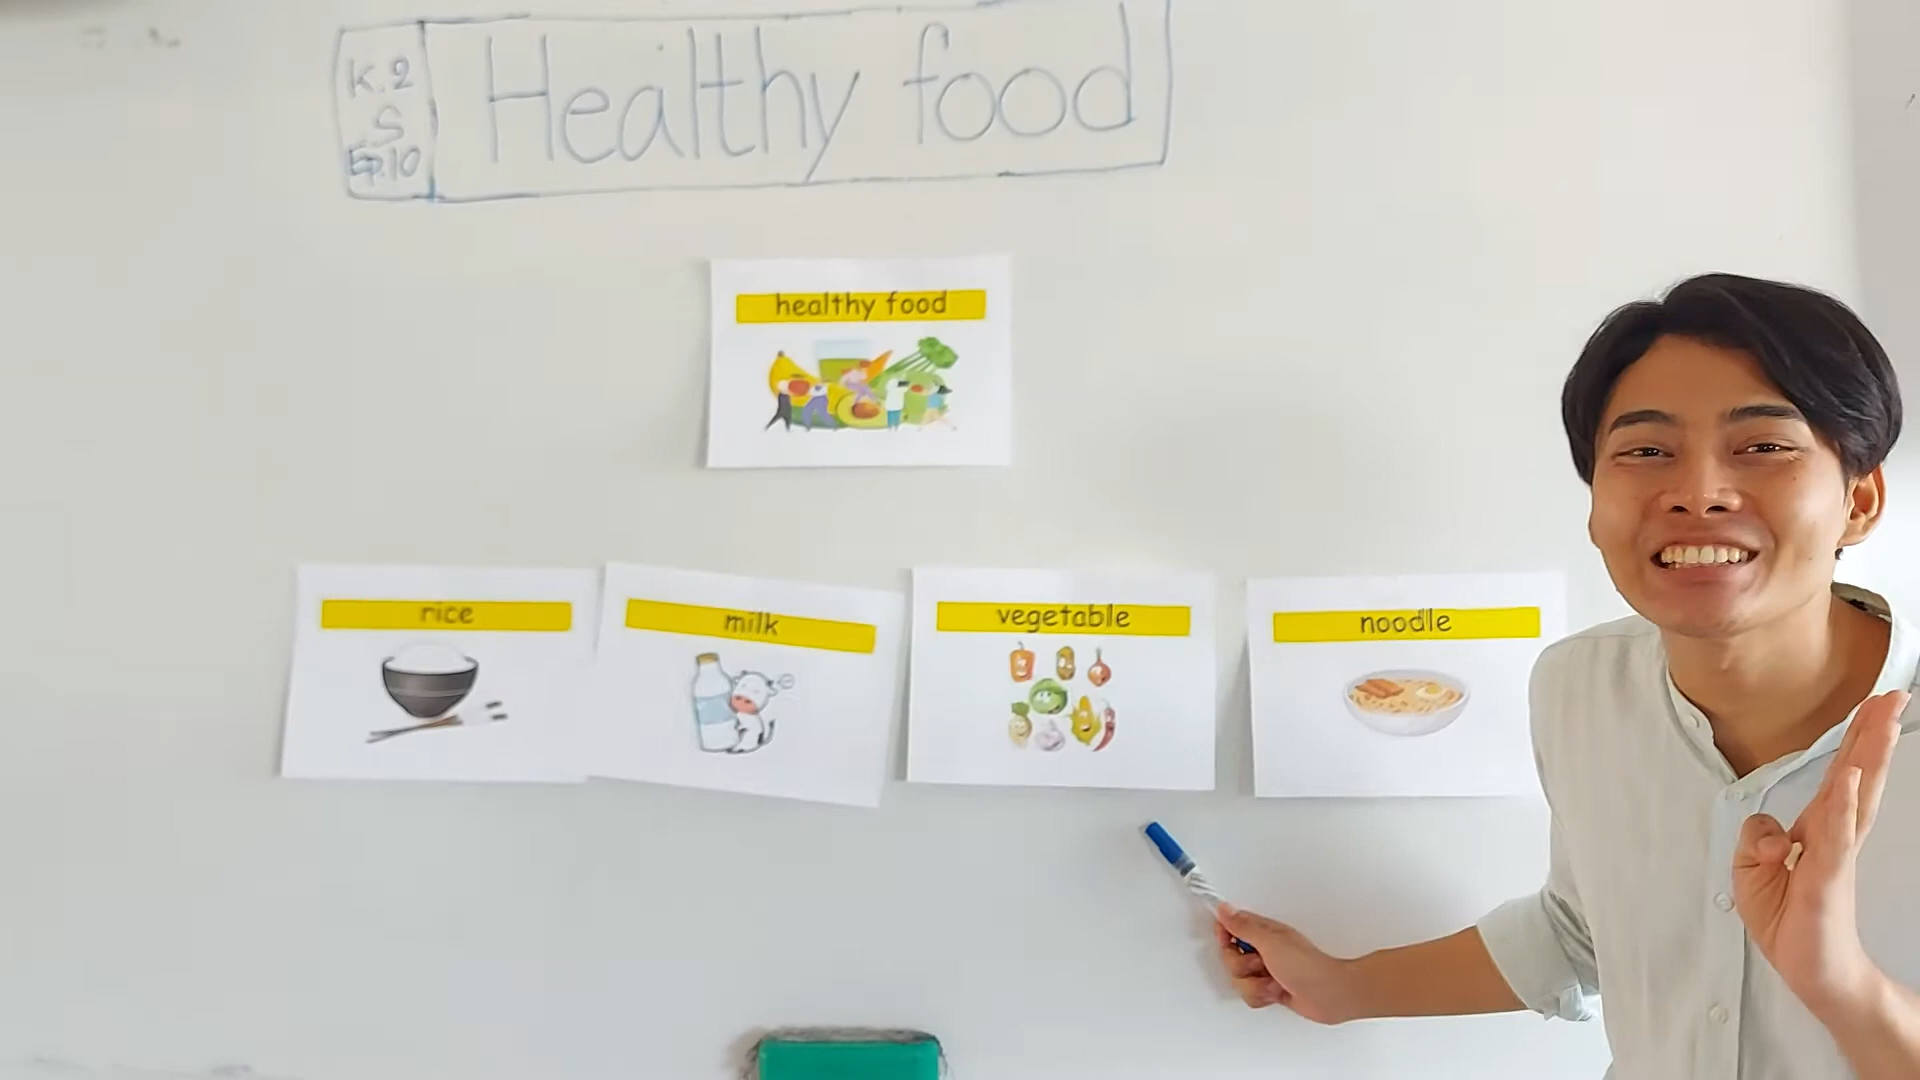 K.2
S
Ep.10
Healthy food
healthy food
rice
milk
vegetable
noodle